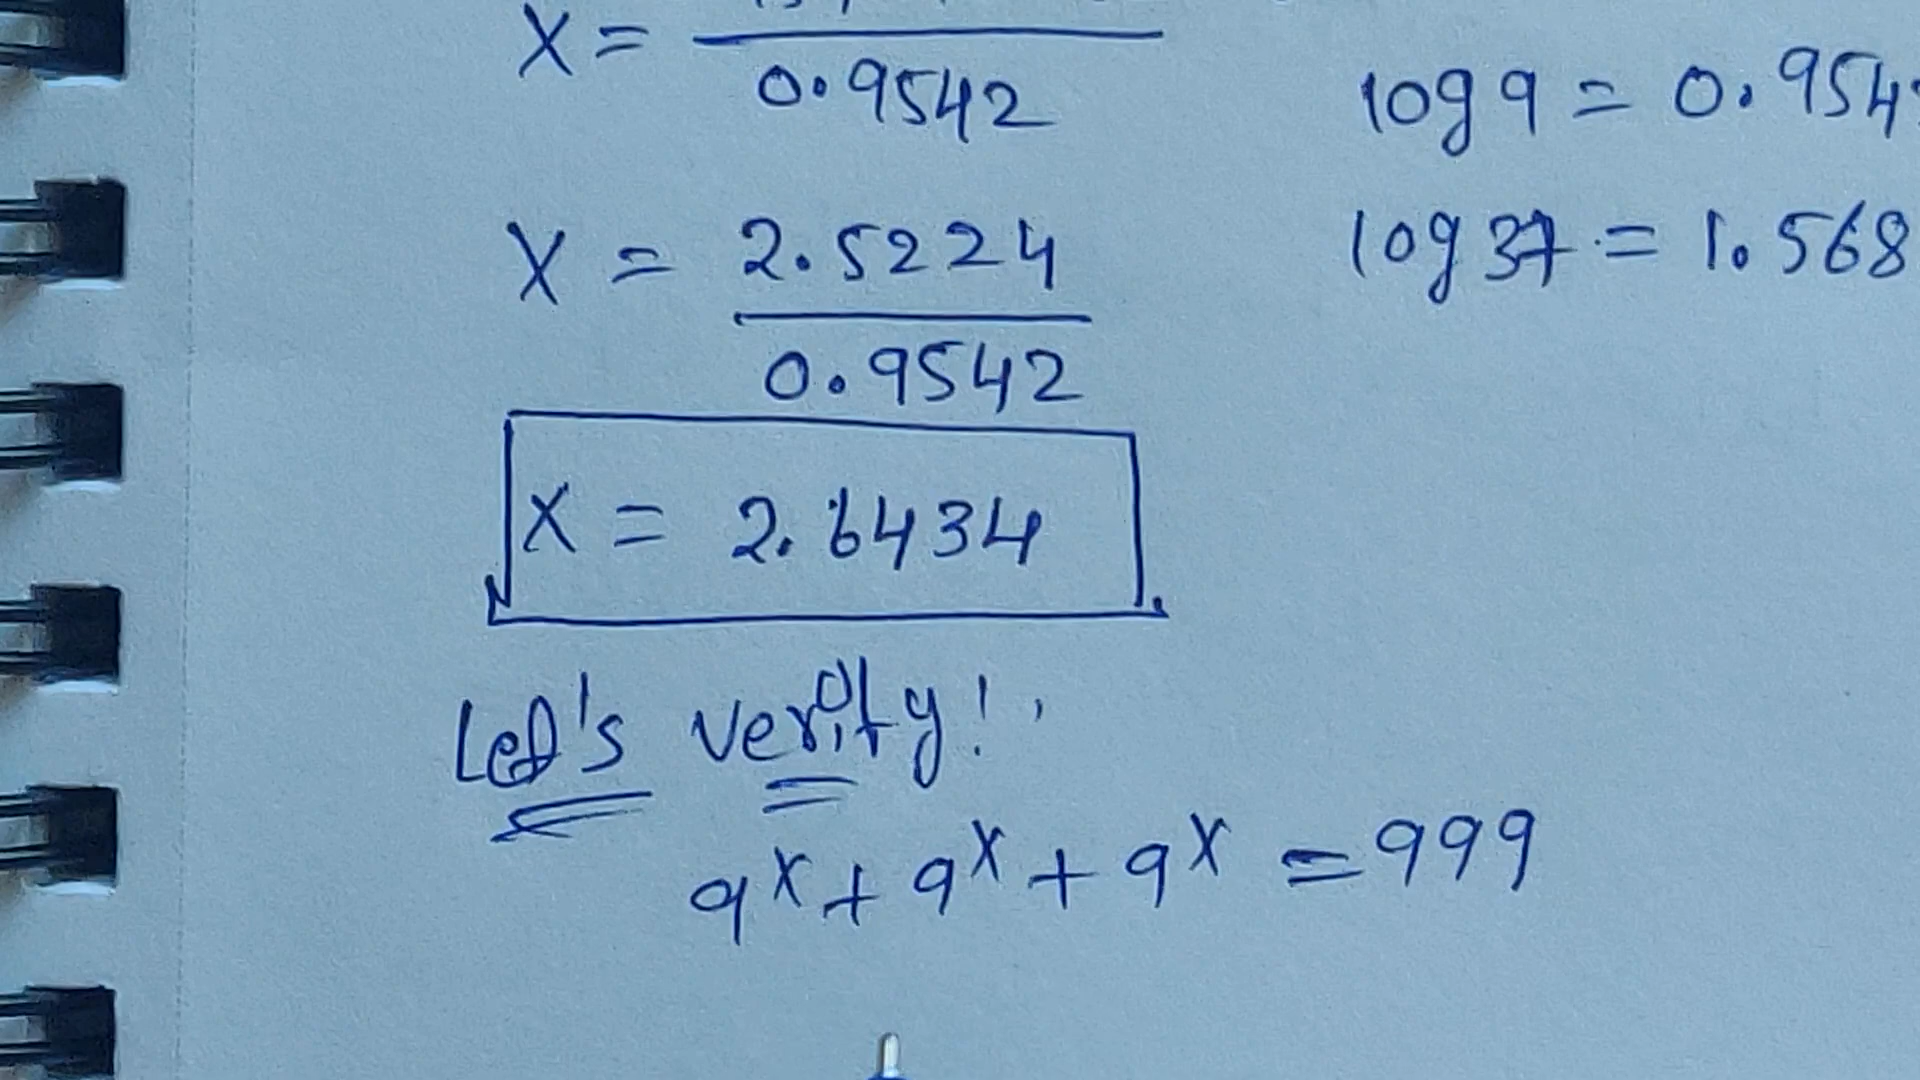 X =
0.9542
log 9 = 0.954
X = 2.5224
0.9542
log 37 = 1.568
X = 2.6434
Let's verify!
9^x + 9^x + 9^x = 999